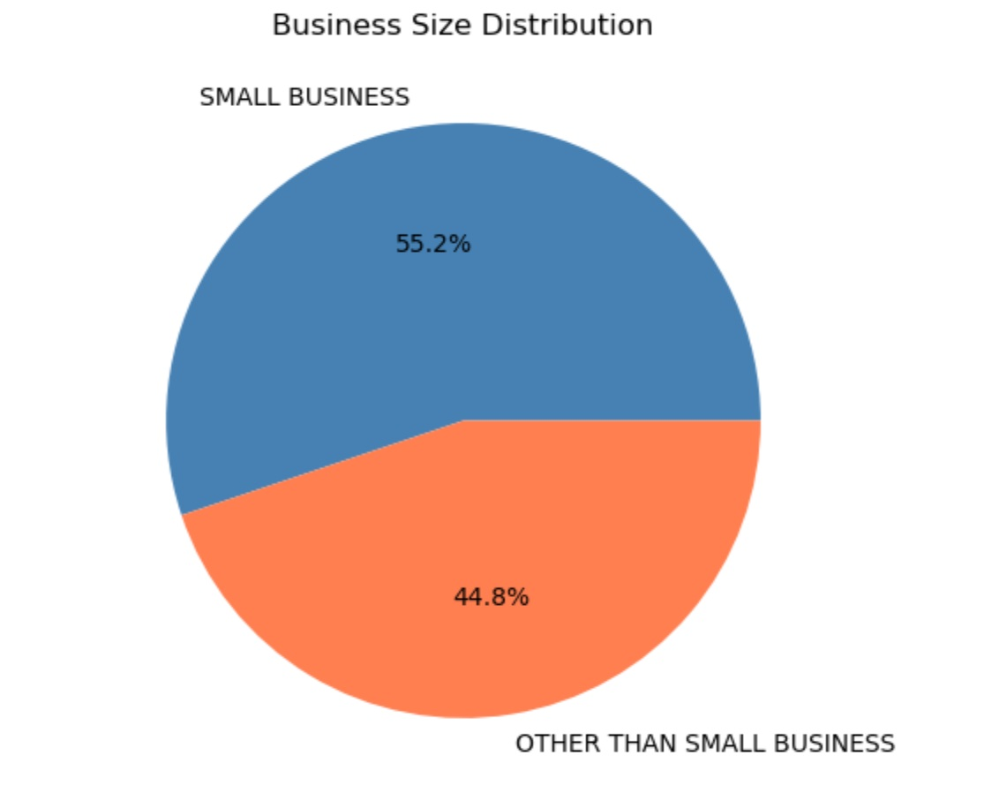 Business Size Distribution
SMALL BUSINESS
55.2%
44.8%
OTHER THAN SMALL BUSINESS